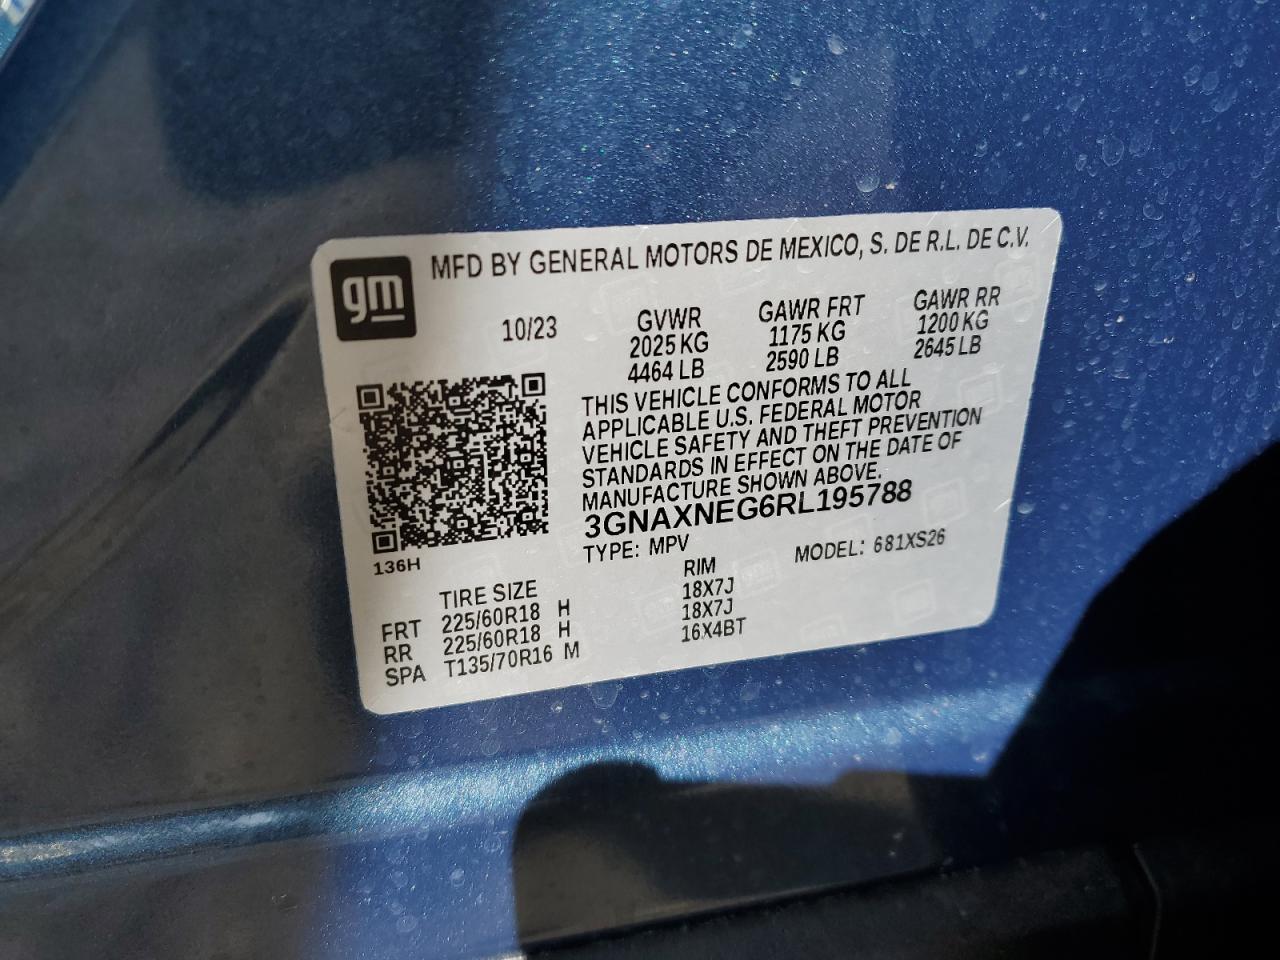 gm
MFD BY GENERAL MOTORS DE MEXICO, S. DE R.L. DE C.V.
10/23
GVWR
2025 KG
4464 LB
GAWR FRT
1175 KG
2590 LB
GAWR RR
1200 KG
2645 LB
THIS VEHICLE CONFORMS TO ALL
APPLICABLE U.S. FEDERAL MOTOR
VEHICLE SAFETY AND THEFT PREVENTION
STANDARDS IN EFFECT ON THE DATE OF
MANUFACTURE SHOWN ABOVE.
3GNAXNEG6RL195788
TYPE: MPV MODEL: 681XS26
136H
TIRE SIZE RIM
FRT 225/60R18 H 18X7J
RR 225/60R18 H 18X7J
SPA T135/70R16 M 16X4BT